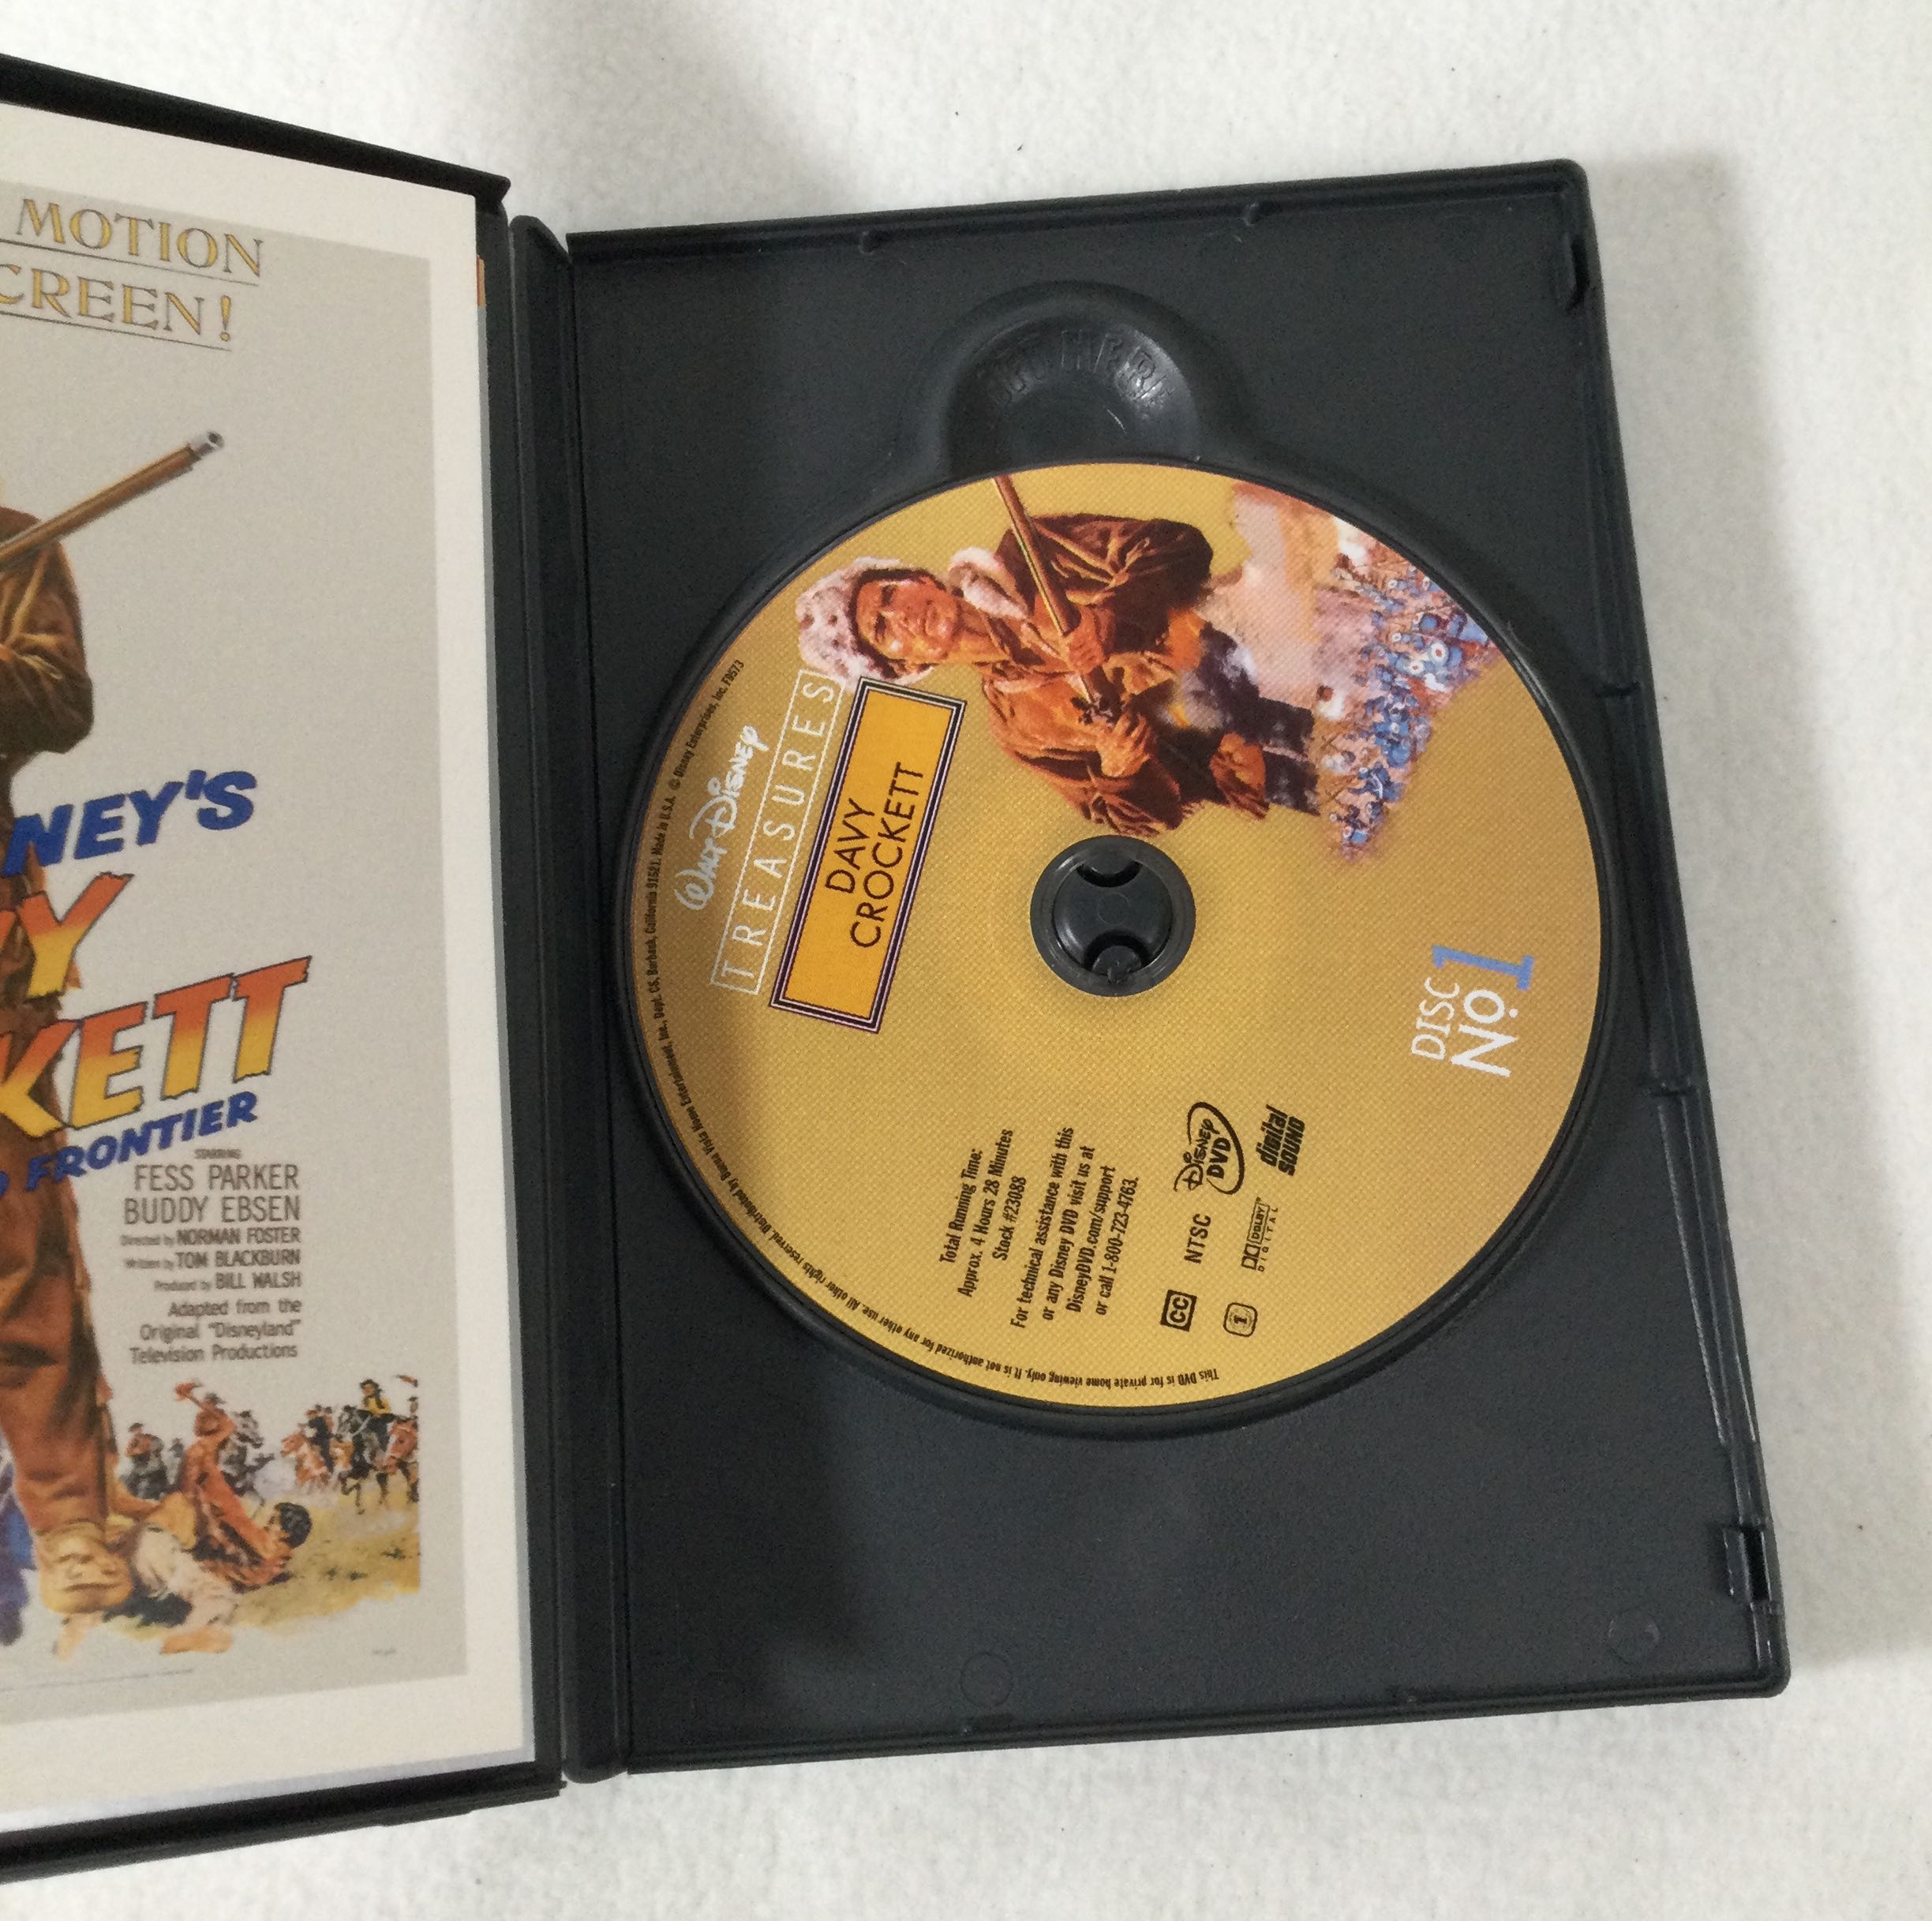 MOTION
CREEN!
NEY'S
Y
KETT
FRONTIER
STARRING
FESS PARKER
BUDDY EBSEN
Directed by NORMAN FOSTER
Written by TOM BLACKBURN
Produced by BILL WALSH
Adapted from the
Original "Disneyland"
Television Productions
WALT DISNEY
TREASURES
DAVY
CROCKETT
DISC
No. 1
Total Running Time:
Approx. 4 Hours 28 Minutes
Stock #23088
For technical assistance with this
or any Disney DVD visit us at
DisneyDVD.com/support
or call 1-800-723-4763.
CC
NTSC
DISNEY
DVD
1
DOLBY
DIGITAL
digital
SOUND
This DVD is for private home viewing only. It is not authorized for any other use. All other rights reserved. Distributed by Buena Vista Home Entertainment, Inc., Dept. CS, Burbank, California 91521. Made in U.S.A. © Disney Enterprises, Inc.